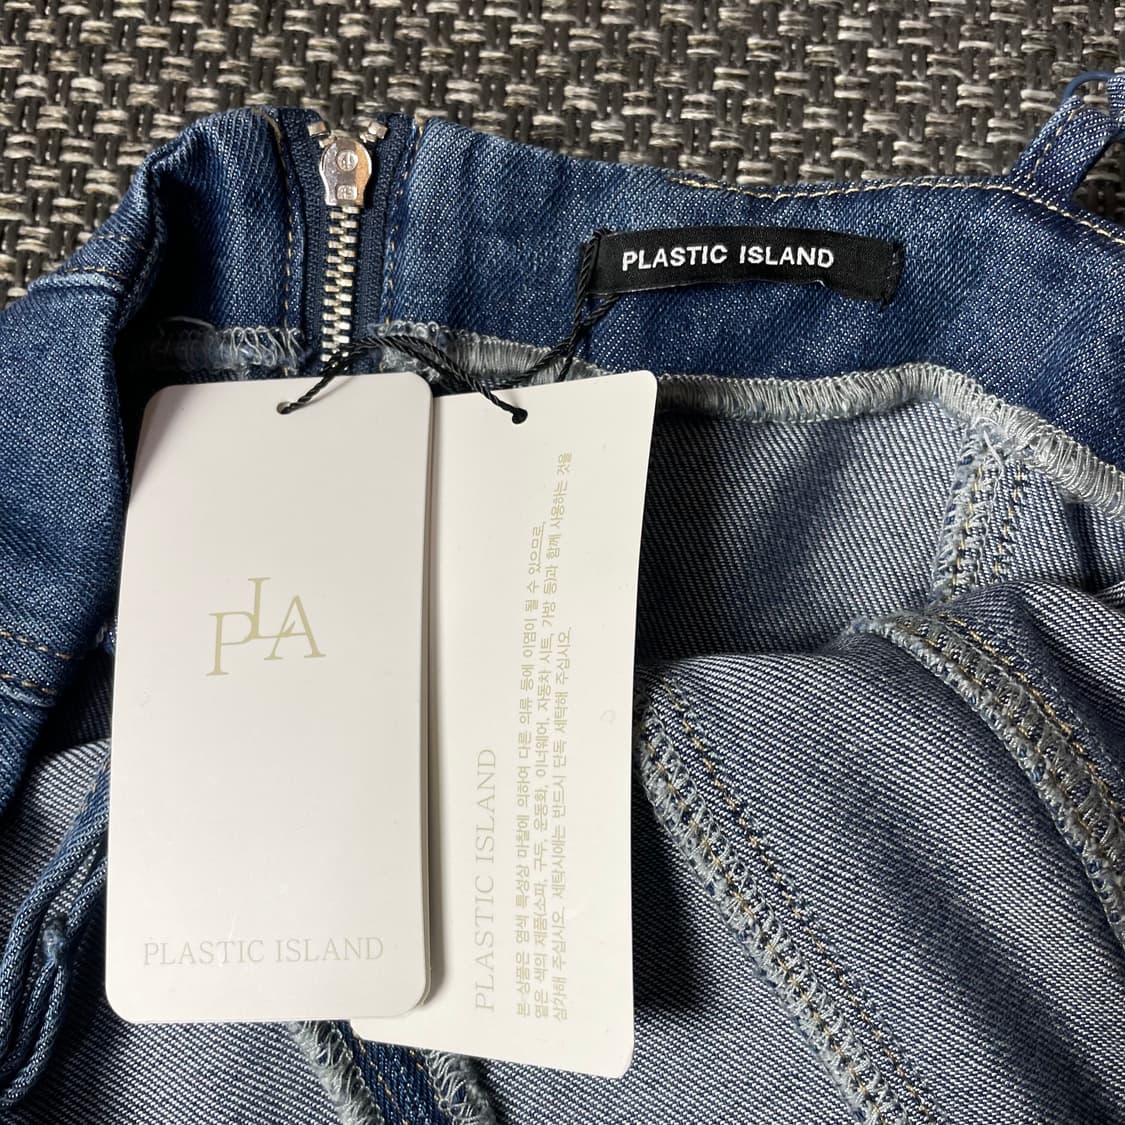 PLASTIC ISLAND
PLA
PLASTIC ISLAND
PLASTIC ISLAND
본 상품은 염색 특성상 마찰에 의하여 다른 의류 등에 이염이 될 수 있으므로,
옅은 색의 제품(소파, 구두, 운동화, 이너웨어, 자동차 시트, 가방 등)과 함께 사용하는 것을
삼가해 주십시오. 세탁시에는 반드시 단독 세탁해 주십시오.